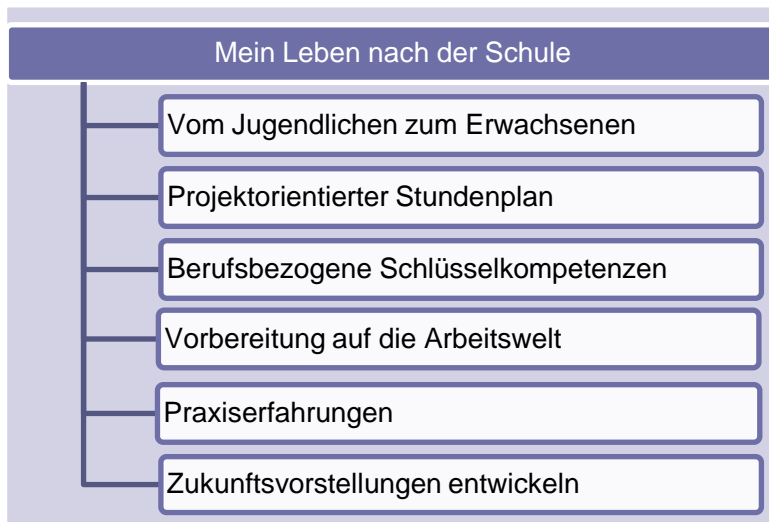 Mein Leben nach der Schule
Vom Jugendlichen zum Erwachsenen
Projektorientierter Stundenplan
Berufsbezogene Schlüsselkompetenzen
Vorbereitung auf die Arbeitswelt
Praxiserfahrungen
Zukunftsvorstellungen entwickeln